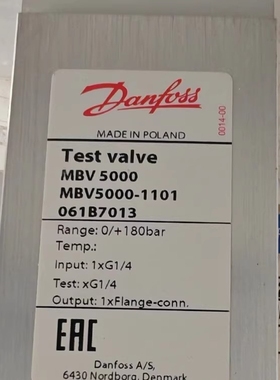 Danfoss
MADE IN POLAND
0014-00
Test valve
MBV 5000
MBV5000-1101
061B7013
Range: 0/+180bar
Temp.:
Input: 1xG1/4
Test: xG1/4
Output: 1xFlange-conn.
EAC
Danfoss A/S,
6430 Nordborg, Denmark